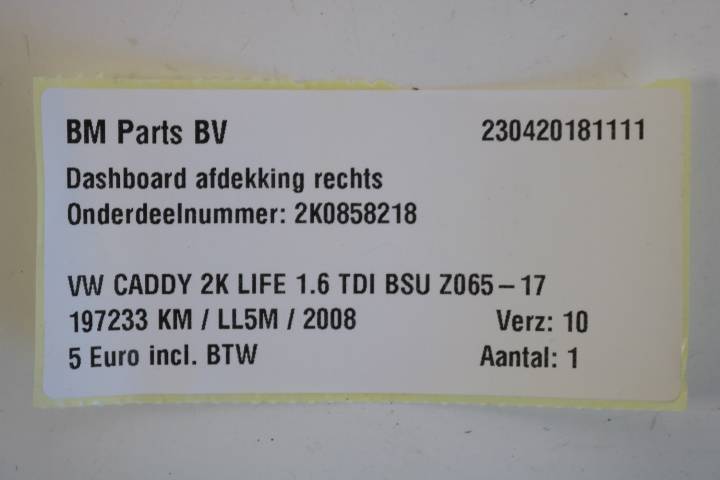 BM Parts BV 230420181111
Dashboard afdekking rechts
Onderdeelnummer: 2K0858218
VW CADDY 2K LIFE 1.6 TDI BSU Z065-17
197233 KM / LL5M / 2008 Verz: 10
5 Euro incl. BTW Aantal: 1